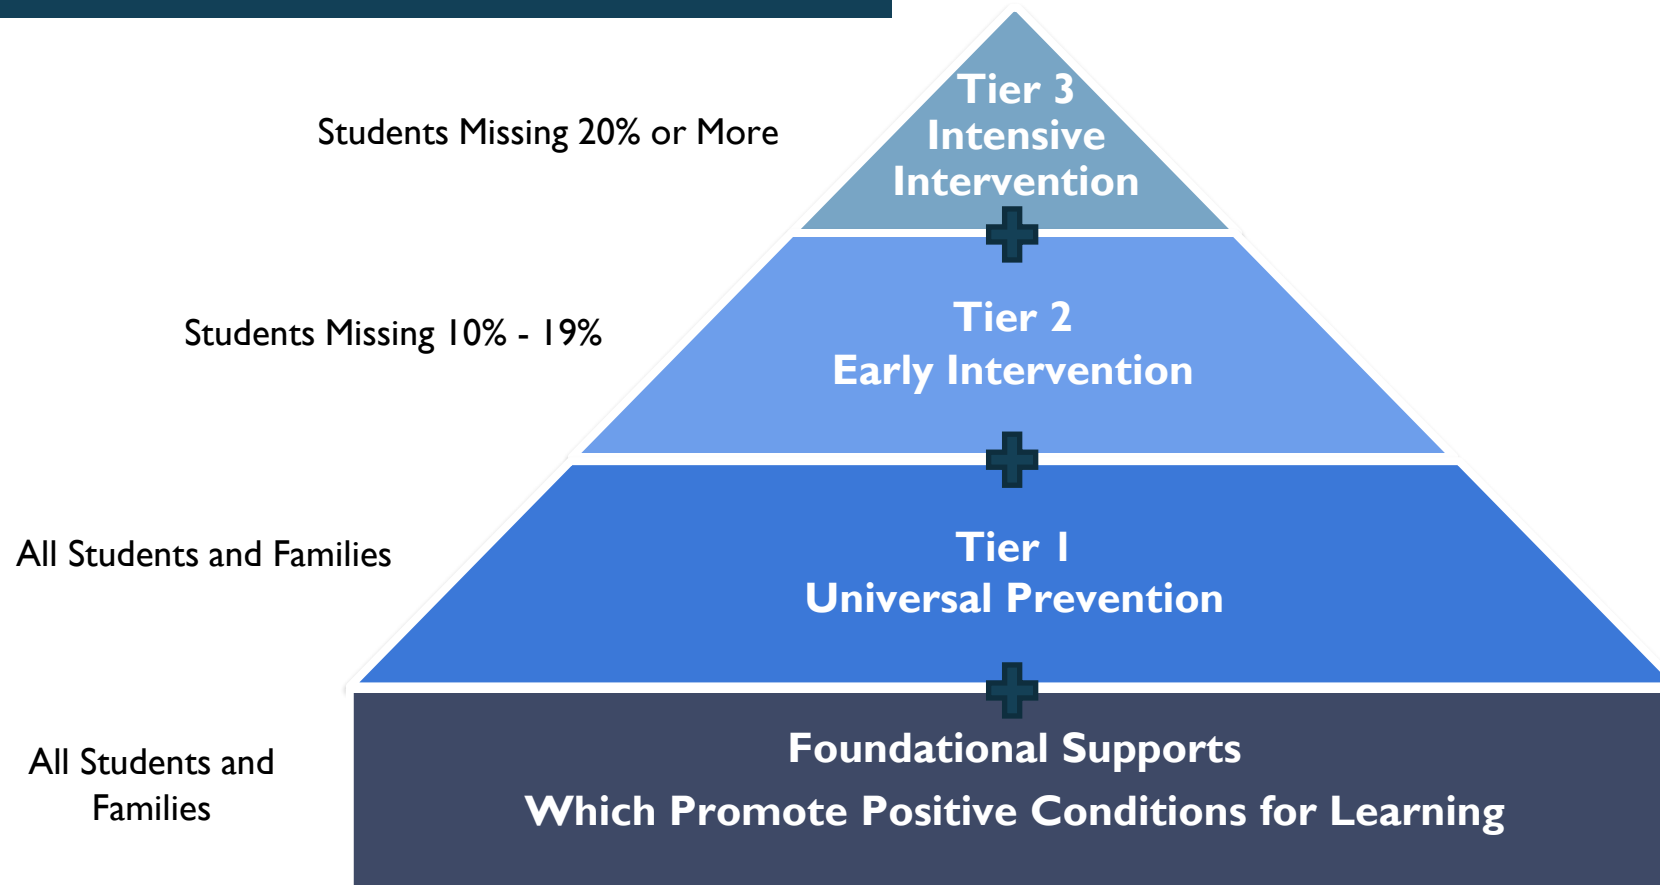 Tier 3
Intensive
Intervention
Students Missing 20% or More
Tier 2
Early Intervention
Students Missing 10% - 19%
Tier 1
Universal Prevention
All Students and Families
Foundational Supports
Which Promote Positive Conditions for Learning
All Students and
Families